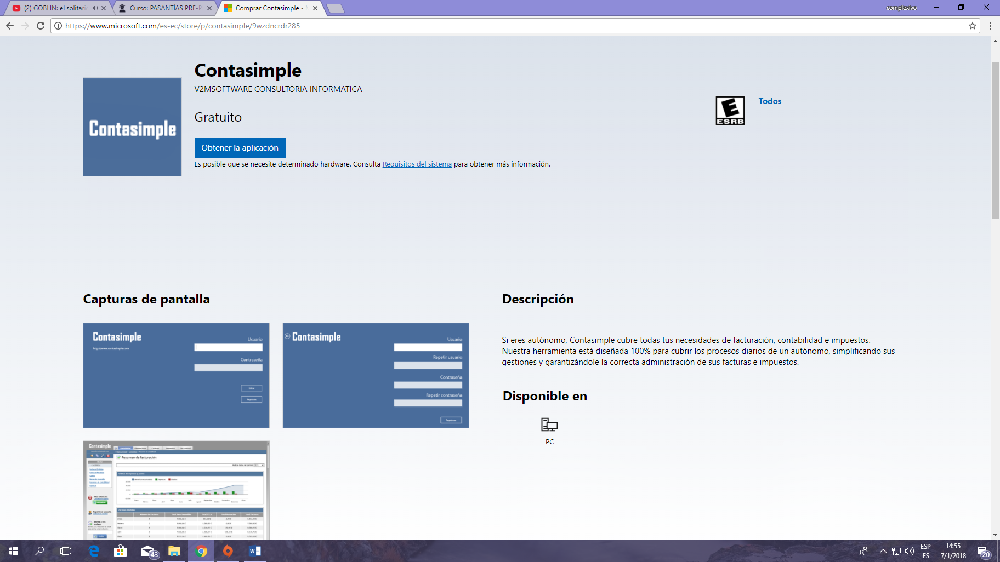 (2) GOBLIN: el solitari
Curso: PASANTÍAS PRE-P
Comprar Contasimple -
complexivo
https://www.microsoft.com/es-ec/store/p/contasimple/9wzdncrdr285
Contasimple
V2MSOFTWARE CONSULTORIA INFORMATICA
Gratuito
Contasimple
Obtener la aplicación
Es posible que se necesite determinado hardware. Consulta Requisitos del sistema para obtener más información.
E
ESRB
Todos
Capturas de pantalla
Contasimple
http://www.contasimple.com
Usuario
Contraseña
Contasimple
Usuario
Repetir usuario
Contraseña
Repetir contraseña
Contasimple
Resumen de facturación
Descripción
Si eres autónomo, Contasimple cubre todas tus necesidades de facturación, contabilidad e impuestos.
Nuestra herramienta está diseñada 100% para cubrir los procesos diarios de un autónomo, simplificando sus
gestiones y garantizándole la correcta administración de sus facturas e impuestos.
Disponible en
PC
43
ESP
ES
14:55
7/1/2018
20